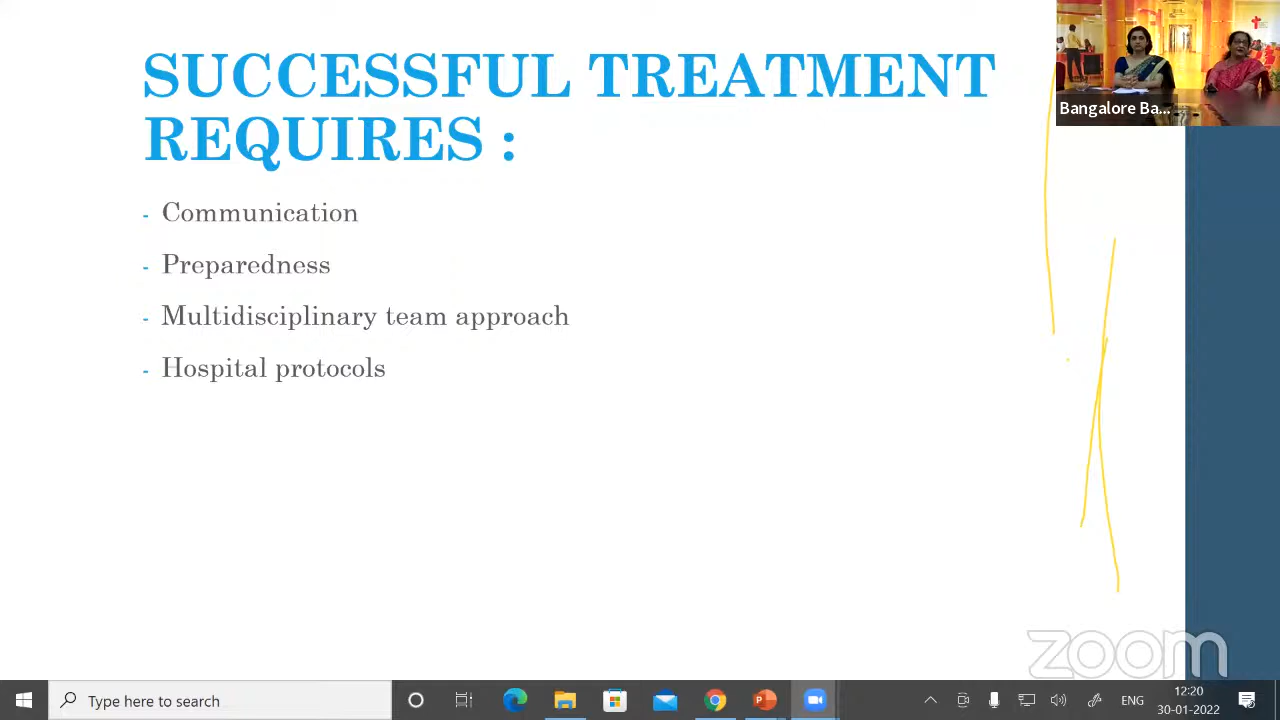 SUCCESSFUL TREATMENT
REQUIRES :
- Communication
- Preparedness
- Multidisciplinary team approach
- Hospital protocols
Bangalore Ba...
zoom
Type here to search
ENG
12:20
30-01-2022